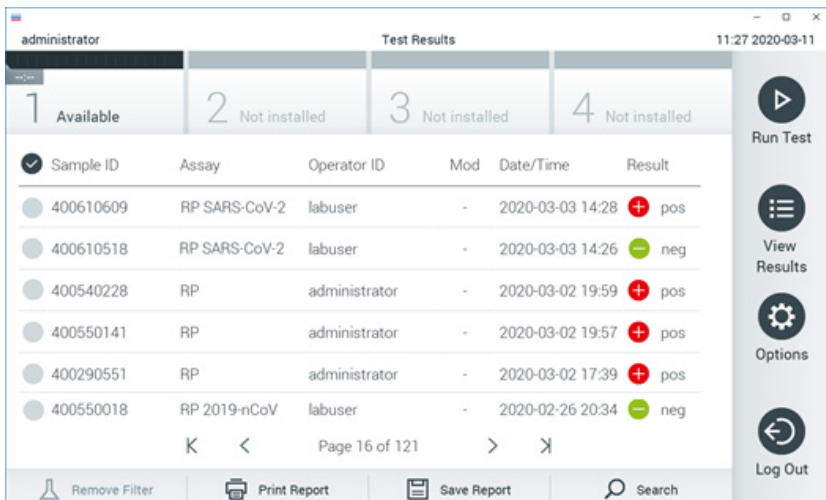 administrator Test Results 11:27 2020-03-11
--:--
1 Available 2 Not installed 3 Not installed 4 Not installed
Run Test
Sample ID Assay Operator ID Mod Date/Time Result
400610609 RP SARS-CoV-2 labuser - 2020-03-03 14:28 pos
400610518 RP SARS-CoV-2 labuser - 2020-03-03 14:26 neg
View
Results
400540228 RP administrator - 2020-03-02 19:59 pos
400550141 RP administrator - 2020-03-02 19:57 pos
Options
400290551 RP administrator - 2020-03-02 17:39 pos
400550018 RP 2019-nCoV labuser - 2020-02-26 20:34 neg
Page 16 of 121
Log Out
Remove Filter Print Report Save Report Search